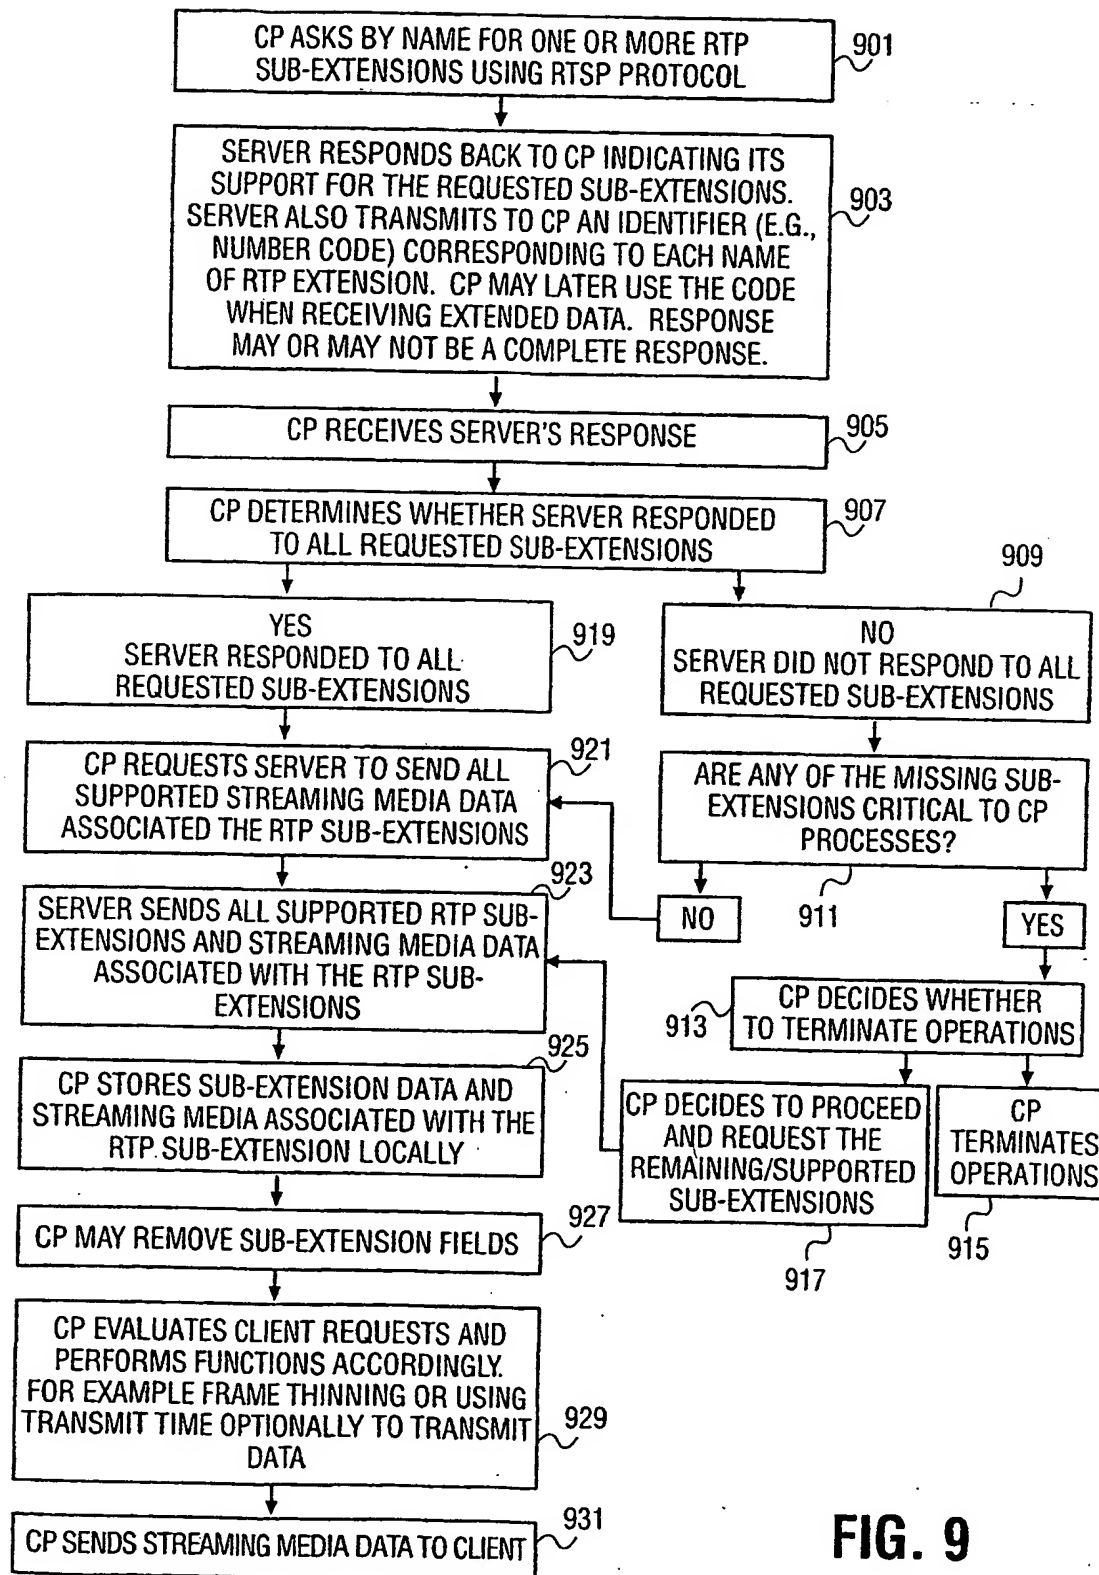 CP ASKS BY NAME FOR ONE OR MORE RTP
SUB-EXTENSIONS USING RTSP PROTOCOL
901
SERVER RESPONDS BACK TO CP INDICATING ITS
SUPPORT FOR THE REQUESTED SUB-EXTENSIONS.
SERVER ALSO TRANSMITS TO CP AN IDENTIFIER (E.G.,
NUMBER CODE) CORRESPONDING TO EACH NAME
OF RTP EXTENSION. CP MAY LATER USE THE CODE
WHEN RECEIVING EXTENDED DATA. RESPONSE
MAY OR MAY NOT BE A COMPLETE RESPONSE.
903
CP RECEIVES SERVER'S RESPONSE
905
CP DETERMINES WHETHER SERVER RESPONDED
TO ALL REQUESTED SUB-EXTENSIONS
907
YES
SERVER RESPONDED TO ALL
REQUESTED SUB-EXTENSIONS
919
909
NO
SERVER DID NOT RESPOND TO ALL
REQUESTED SUB-EXTENSIONS
CP REQUESTS SERVER TO SEND ALL
SUPPORTED STREAMING MEDIA DATA
ASSOCIATED THE RTP SUB-EXTENSIONS
921
ARE ANY OF THE MISSING SUB-
EXTENSIONS CRITICAL TO CP
PROCESSES?
911
NO
YES
923
SERVER SENDS ALL SUPPORTED RTP SUB-
EXTENSIONS AND STREAMING MEDIA DATA
ASSOCIATED WITH THE RTP SUB-
EXTENSIONS
913
CP DECIDES WHETHER
TO TERMINATE OPERATIONS
925
CP STORES SUB-EXTENSION DATA AND
STREAMING MEDIA ASSOCIATED WITH THE
RTP SUB-EXTENSION LOCALLY
CP DECIDES TO PROCEED
AND REQUEST THE
REMAINING/SUPPORTED
SUB-EXTENSIONS
917
CP
TERMINATES
OPERATIONS
915
CP MAY REMOVE SUB-EXTENSION FIELDS
927
CP EVALUATES CLIENT REQUESTS AND
PERFORMS FUNCTIONS ACCORDINGLY.
FOR EXAMPLE FRAME THINNING OR USING
TRANSMIT TIME OPTIONALLY TO TRANSMIT
DATA
929
CP SENDS STREAMING MEDIA DATA TO CLIENT
931
FIG. 9